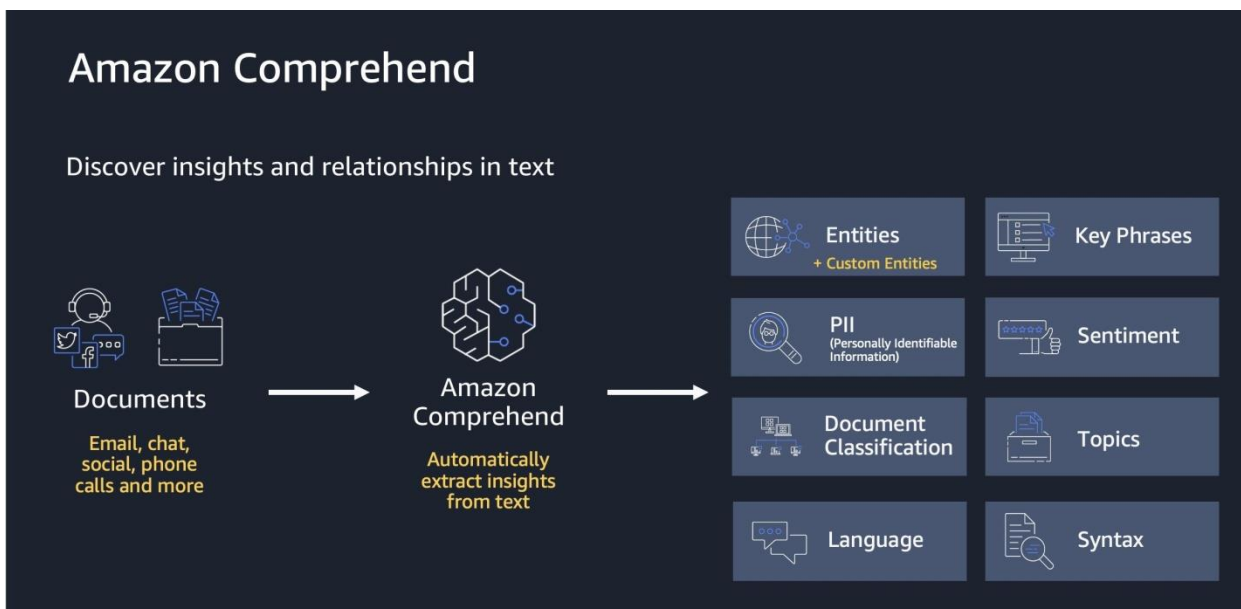 Amazon Comprehend
Discover insights and relationships in text
Documents
Email, chat,
social, phone
calls and more
Amazon
Comprehend
Automatically
extract insights
from text
Entities
+ Custom Entities
Key Phrases
PII
(Personally Identifiable
Information)
Sentiment
Document
Classification
Topics
Language
Syntax